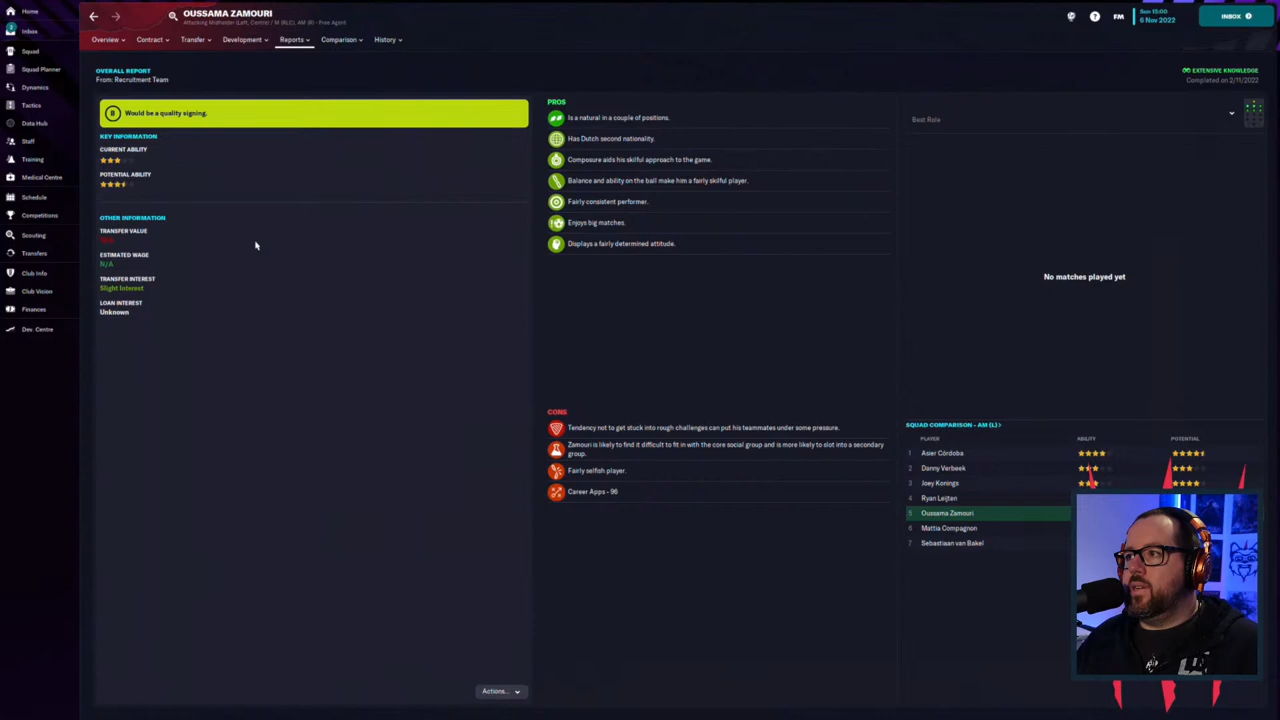 Home
Inbox
Squad
Squad Planner
Dynamics
Tactics
Data Hub
Staff
Training
Medical Centre
Schedule
Competitions
Scouting
Transfers
Club Info
Club Vision
Finances
Dev. Centre
OUSSAMA ZAMOURI
Attacking Midfielder (Left, Centre) / M (RLC), AM (R) - Free Agent
FM
Sun 15:00
6 Nov 2022
INBOX
Overview
Contract
Transfer
Development
Reports
Comparison
History
OVERALL REPORT
From: Recruitment Team
EXTENSIVE KNOWLEDGE
Completed on 2/11/2022
B
Would be a quality signing.
KEY INFORMATION
CURRENT ABILITY
POTENTIAL ABILITY
OTHER INFORMATION
TRANSFER VALUE
ESTIMATED WAGE
N/A
TRANSFER INTEREST
Slight Interest
LOAN INTEREST
Unknown
Actions...
PROS
Is a natural in a couple of positions.
Has Dutch second nationality.
Composure aids his skilful approach to the game.
Balance and ability on the ball make him a fairly skilful player.
Fairly consistent performer.
Enjoys big matches.
Displays a fairly determined attitude.
CONS
Tendency not to get stuck into rough challenges can put his teammates under some pressure.
Zamouri is likely to find it difficult to fit in with the core social group and is more likely to slot into a secondary
group.
Fairly selfish player.
Career Apps - 96
Best Role
No matches played yet
SQUAD COMPARISON - AM (L)
PLAYER ABILITY POTENTIAL
1 Asier Córdoba
2 Danny Verbeek
3 Joey Konings
4 Ryan Leijten
5 Oussama Zamouri
6 Mattia Compagnon
7 Sebastiaan van Bakel